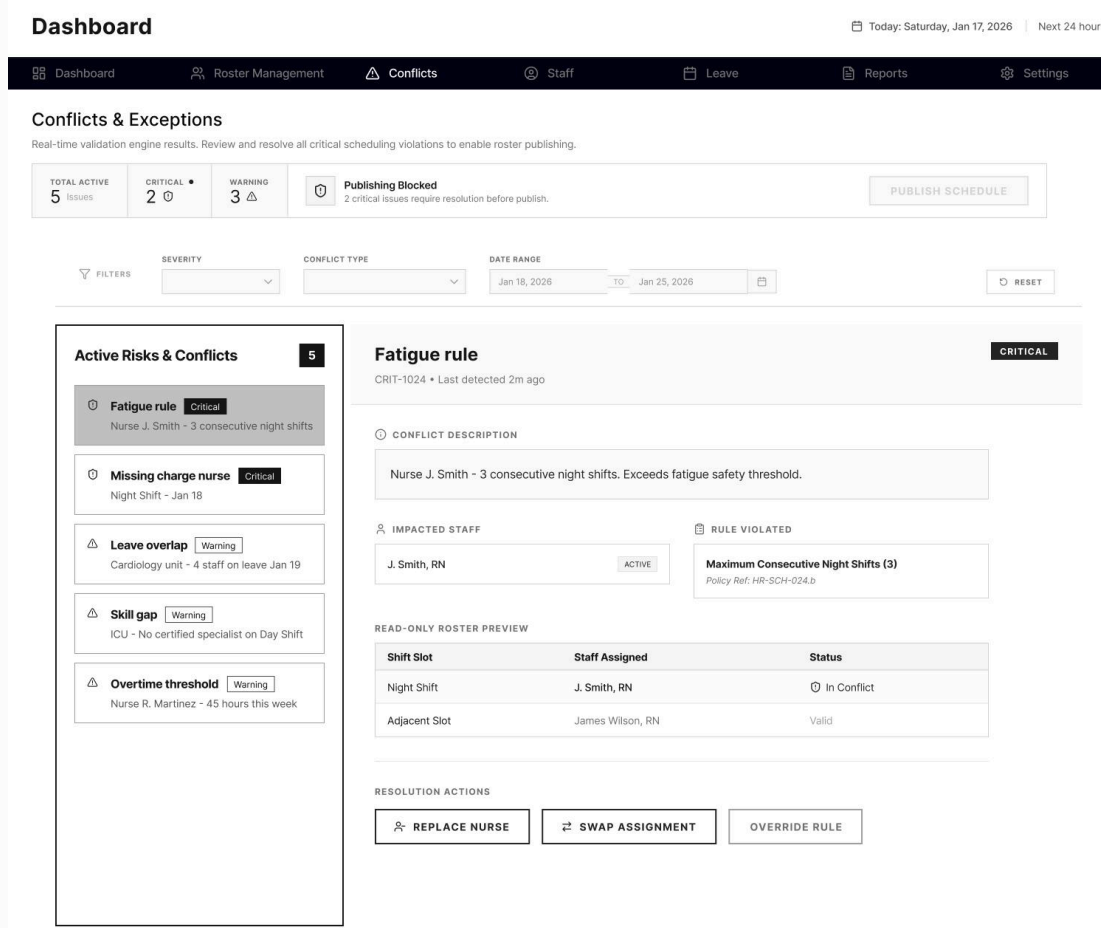 Dashboard
Today: Saturday, Jan 17, 2026 Next 24 hour
Dashboard Roster Management Conflicts Staff Leave Reports Settings
Conflicts & Exceptions
Real-time validation engine results. Review and resolve all critical scheduling violations to enable roster publishing.
TOTAL ACTIVE
5 Issues
CRITICAL
2
WARNING
3
Publishing Blocked
2 critical issues require resolution before publish.
PUBLISH SCHEDULE
FILTERS
SEVERITY
CONFLICT TYPE
DATE RANGE
Jan 18, 2026 TO Jan 25, 2026
RESET
Active Risks & Conflicts 5
Fatigue rule Critical
Nurse J. Smith - 3 consecutive night shifts
Missing charge nurse Critical
Night Shift - Jan 18
Leave overlap Warning
Cardiology unit - 4 staff on leave Jan 19
Skill gap Warning
ICU - No certified specialist on Day Shift
Overtime threshold Warning
Nurse R. Martinez - 45 hours this week
Fatigue rule
CRITICAL
CRIT-1024 • Last detected 2m ago
CONFLICT DESCRIPTION
Nurse J. Smith - 3 consecutive night shifts. Exceeds fatigue safety threshold.
IMPACTED STAFF
J. Smith, RN ACTIVE
RULE VIOLATED
Maximum Consecutive Night Shifts (3)
Policy Ref: HR-SCH-024.b
READ-ONLY ROSTER PREVIEW
Shift Slot Staff Assigned Status
Night Shift J. Smith, RN In Conflict
Adjacent Slot James Wilson, RN Valid
RESOLUTION ACTIONS
REPLACE NURSE SWAP ASSIGNMENT OVERRIDE RULE